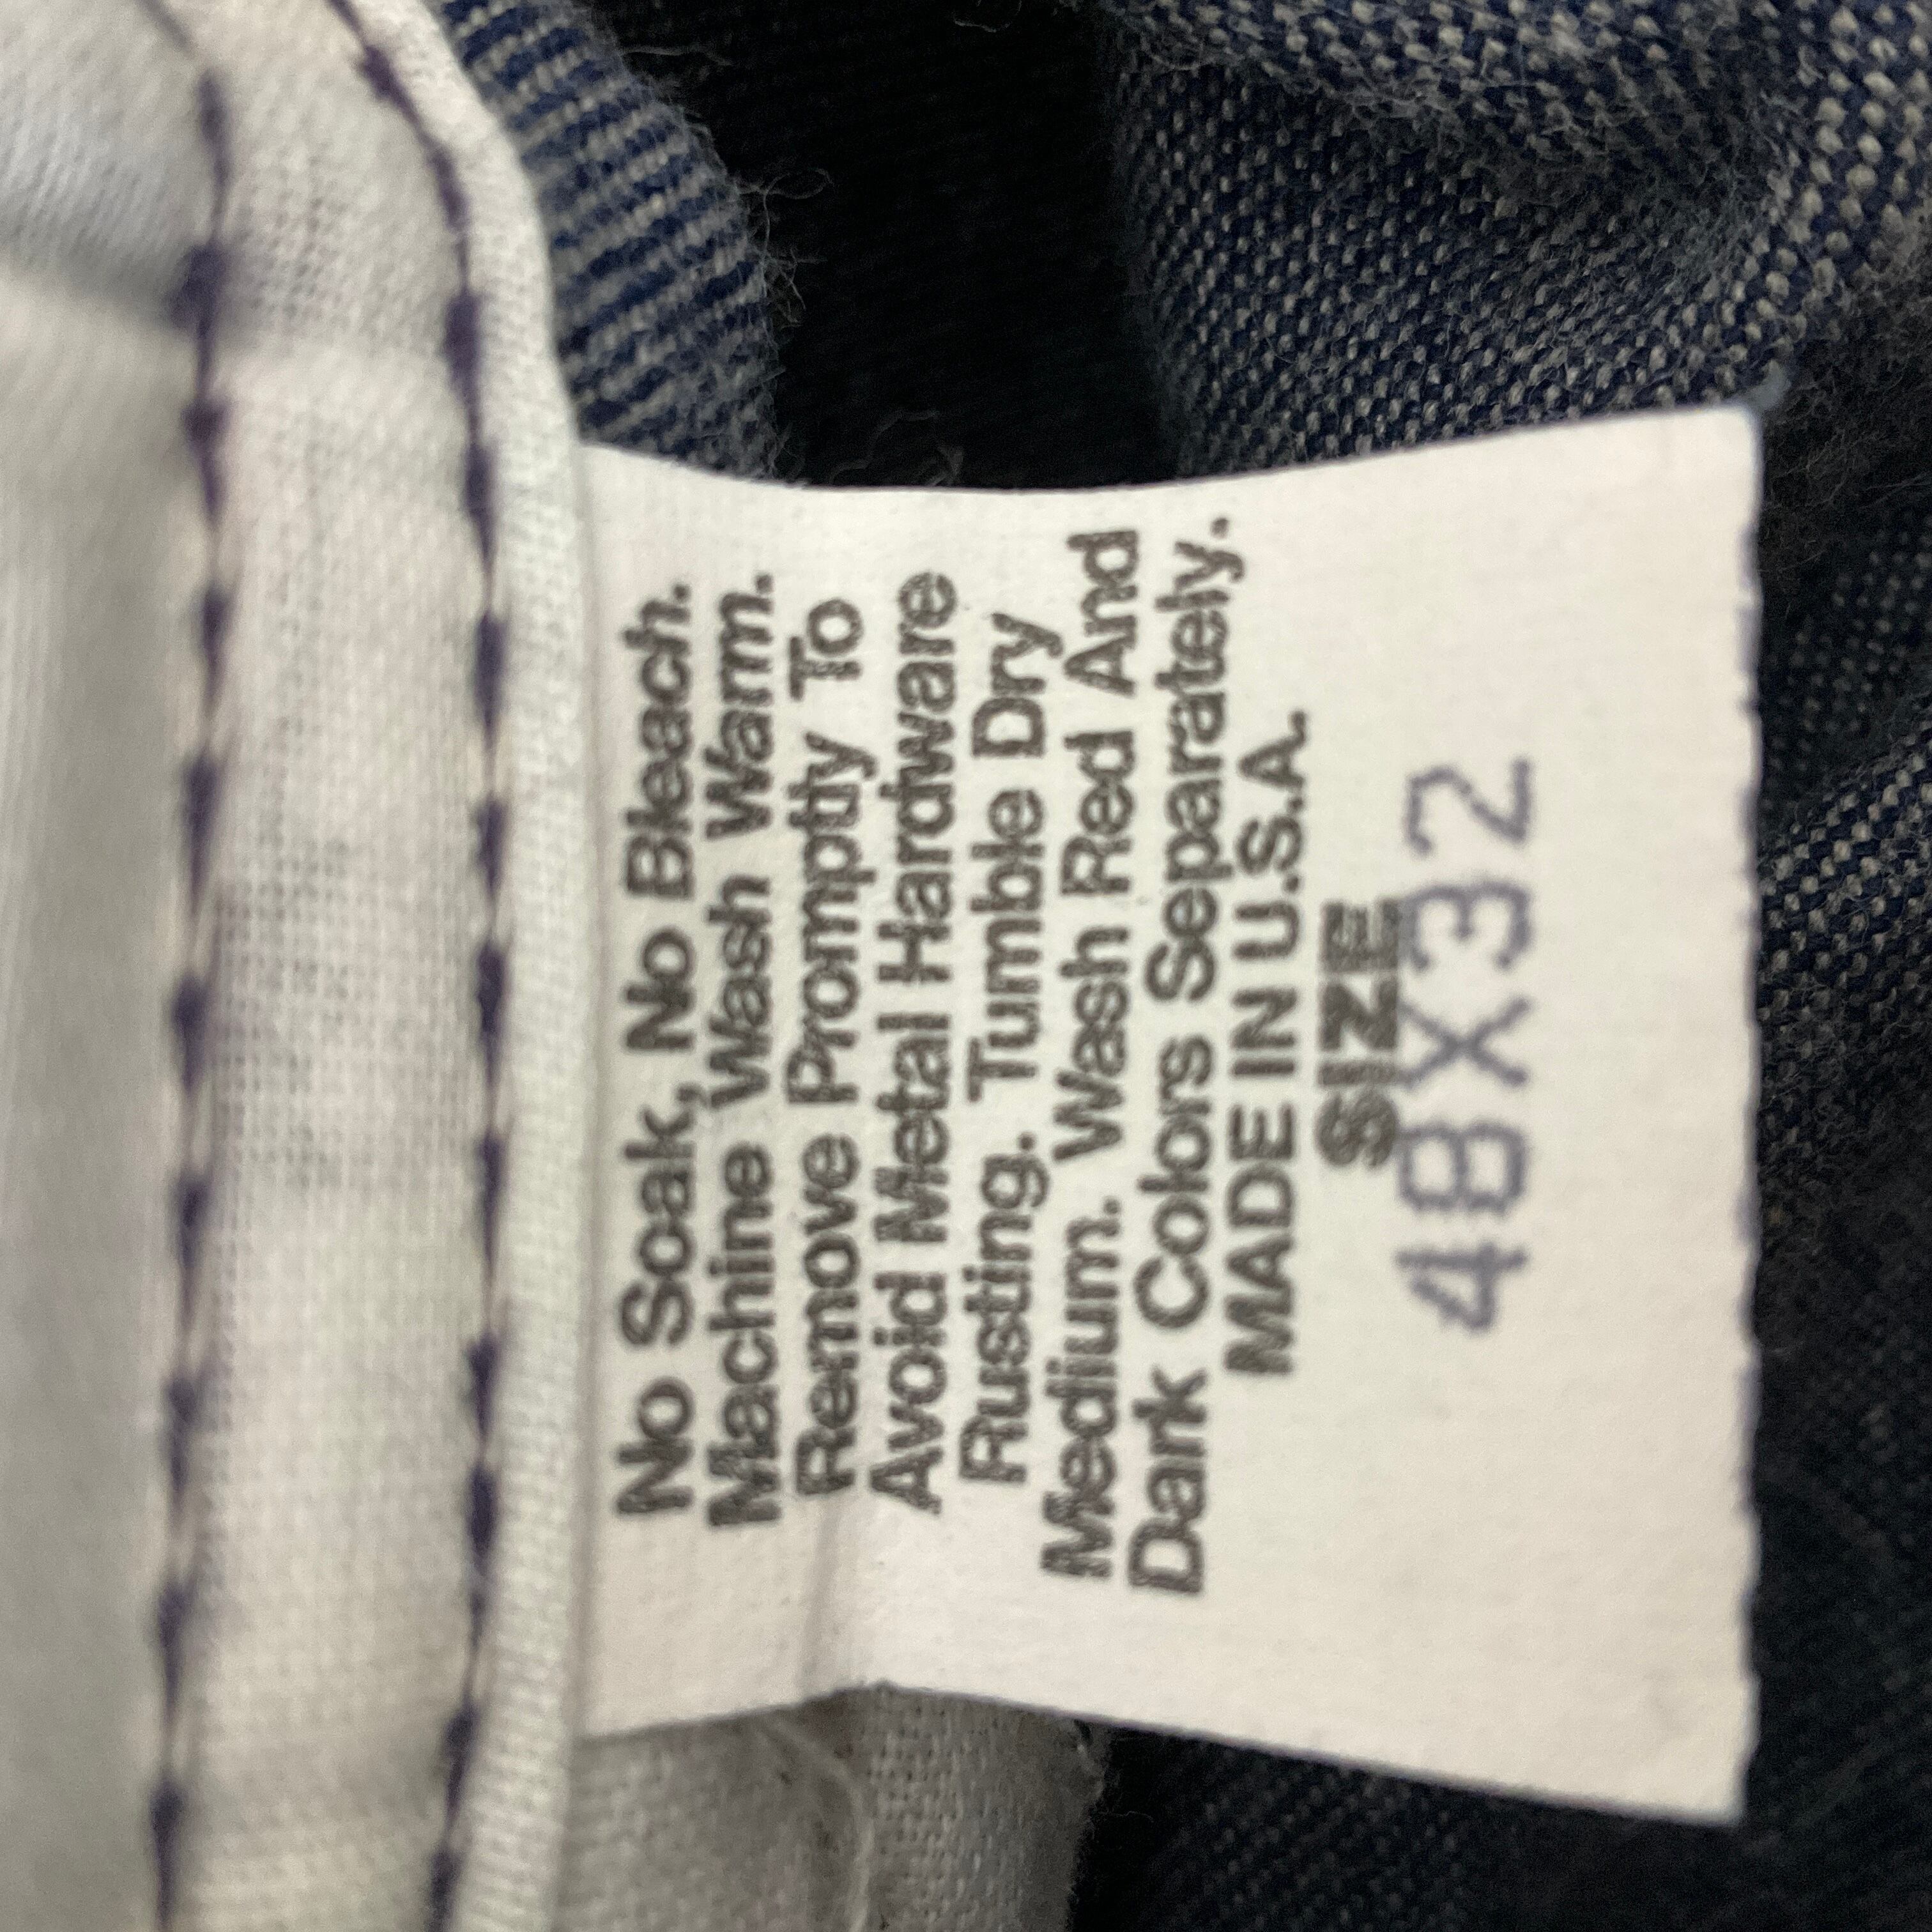 No Soak, No Bleach.
Machine Wash Warm.
Remove Promptly To
Avoid Metal Hardware
Rusting. Tumble Dry
Medium. Wash Red And
Dark Colors Separately.
MADE IN U.S.A.
SIZE
48X32